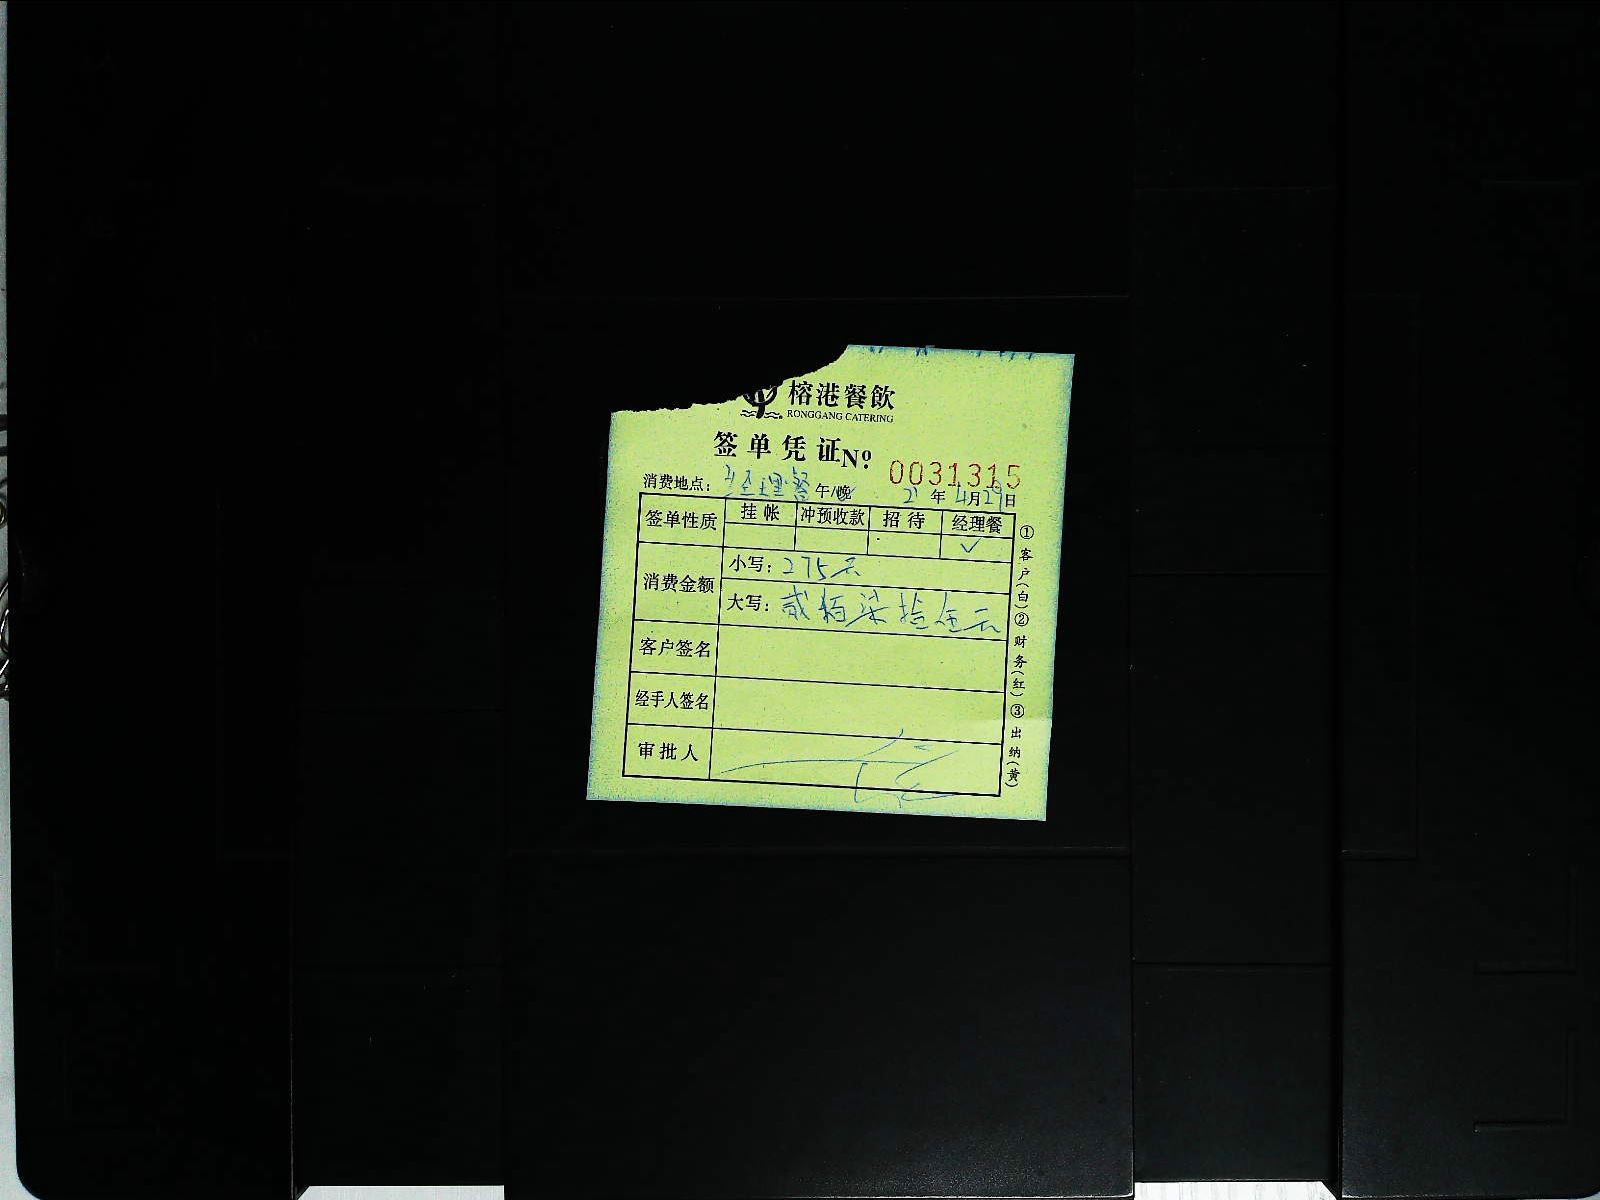 榕港餐飲
RONGGANG CATERING
签单凭证 Nº 0031315
消费地点：经理餐 午/晚 21年4月29日
签单性质 挂帐 冲预收款 招待 经理餐
✓
消费金额 小写：275元
大写：贰佰柒拾伍元
客户签名
经手人签名
审批人
①客户(白)②财务(红)③出纳(黄)